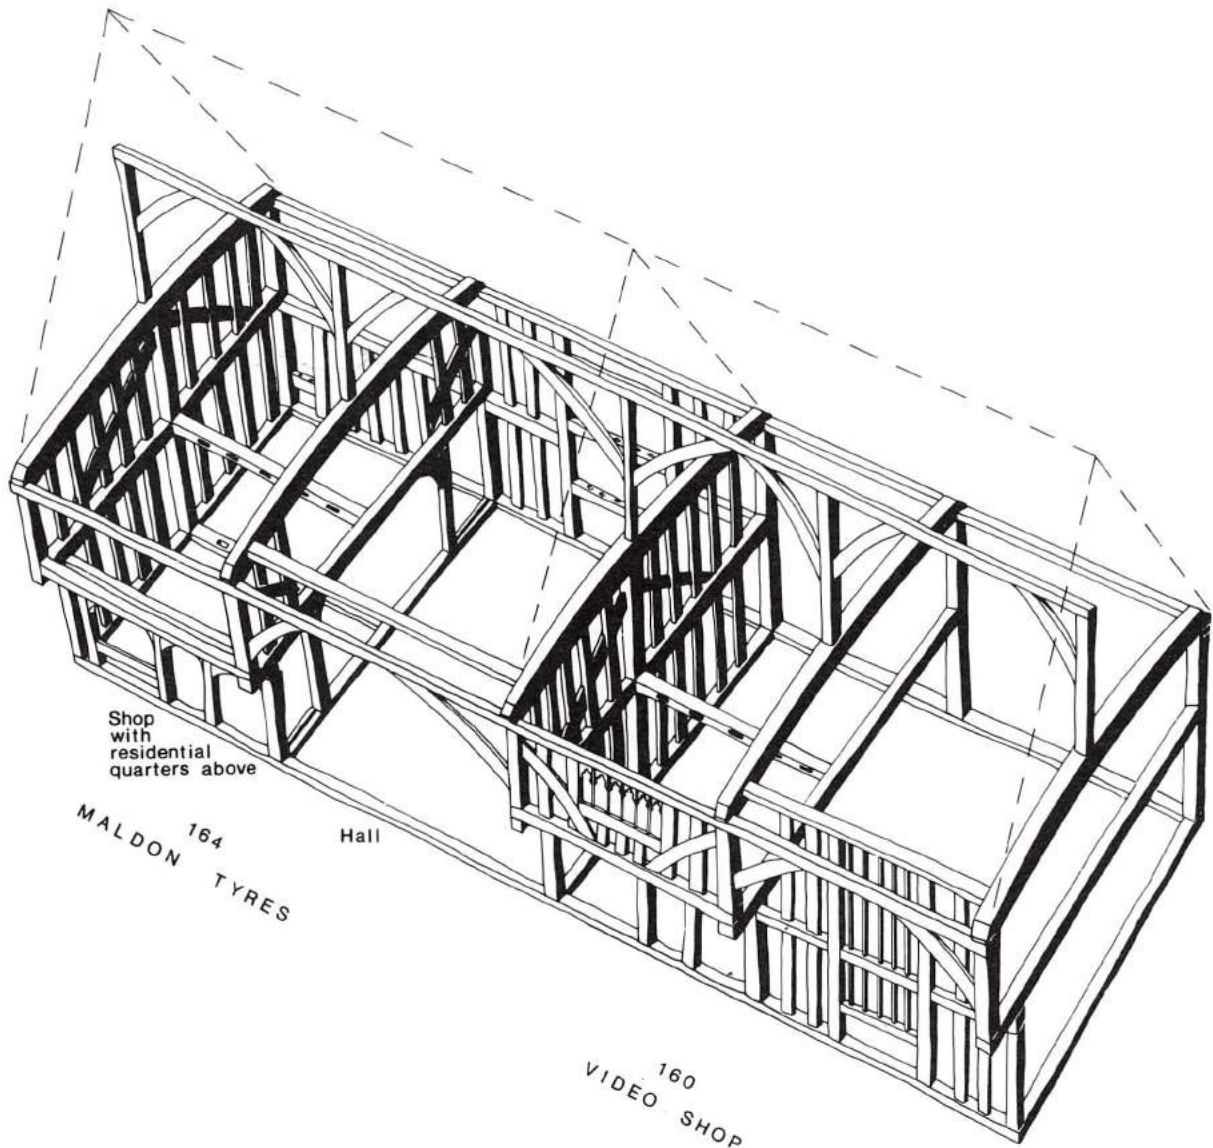 Shop
with
residential
quarters above
164
MALDON TYRES
Hall
160
VIDEO SHOP